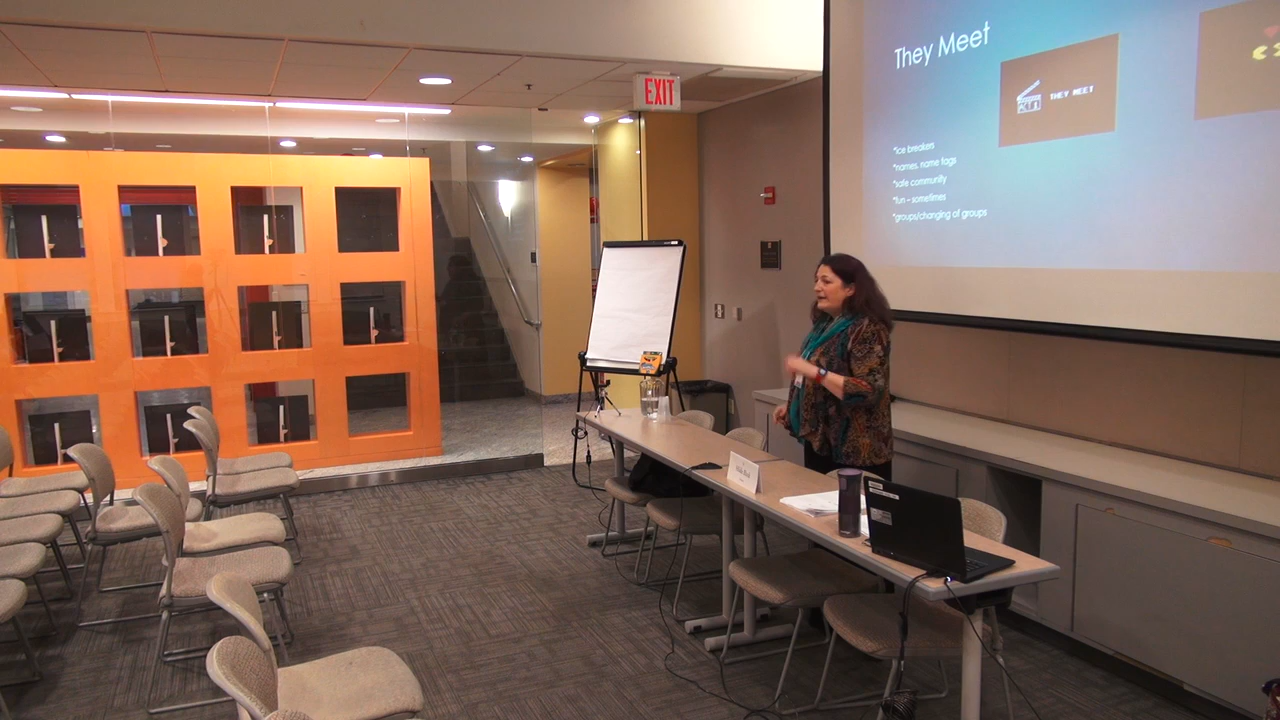 They Meet
THEY MEET
*ice breakers
*names, name tags
*safe community
*fun - sometimes
*groups/changing of groups
EXIT